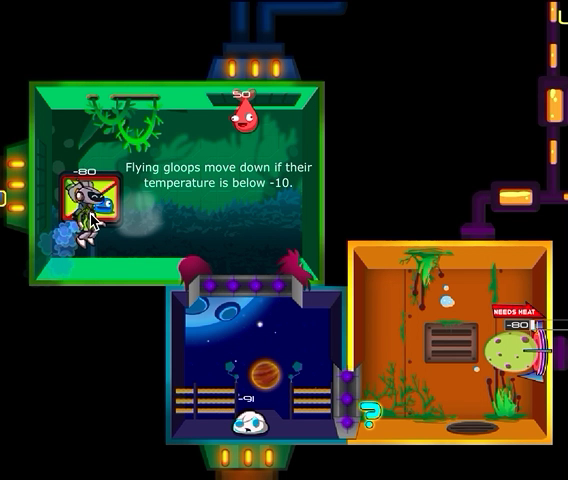 50
Flying gloops move down if their
temperature is below -10.
-80
NEEDS HEAT
-80
-91
?